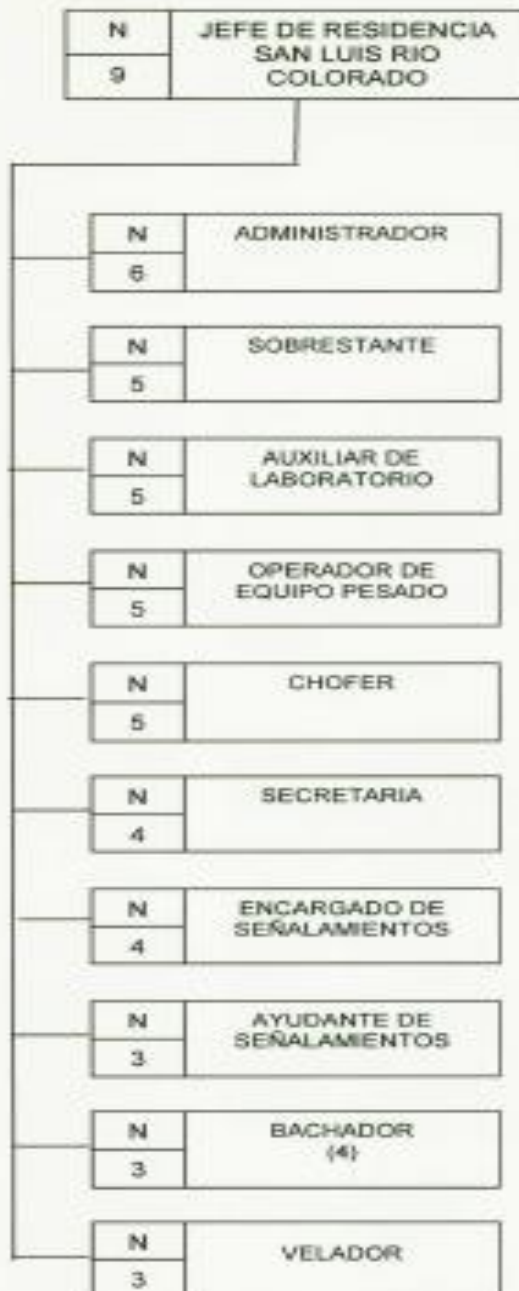 N
9
JEFE DE RESIDENCIA
SAN LUIS RIO
COLORADO
N
6
ADMINISTRADOR
N
5
SOBRESTANTE
N
5
AUXILIAR DE
LABORATORIO
N
5
OPERADOR DE
EQUIPO PESADO
N
5
CHOFER
N
4
SECRETARIA
N
4
ENCARGADO DE
SEÑALAMIENTOS
N
3
AYUDANTE DE
SEÑALAMIENTOS
N
3
BACHADOR
(4)
N
3
VELADOR